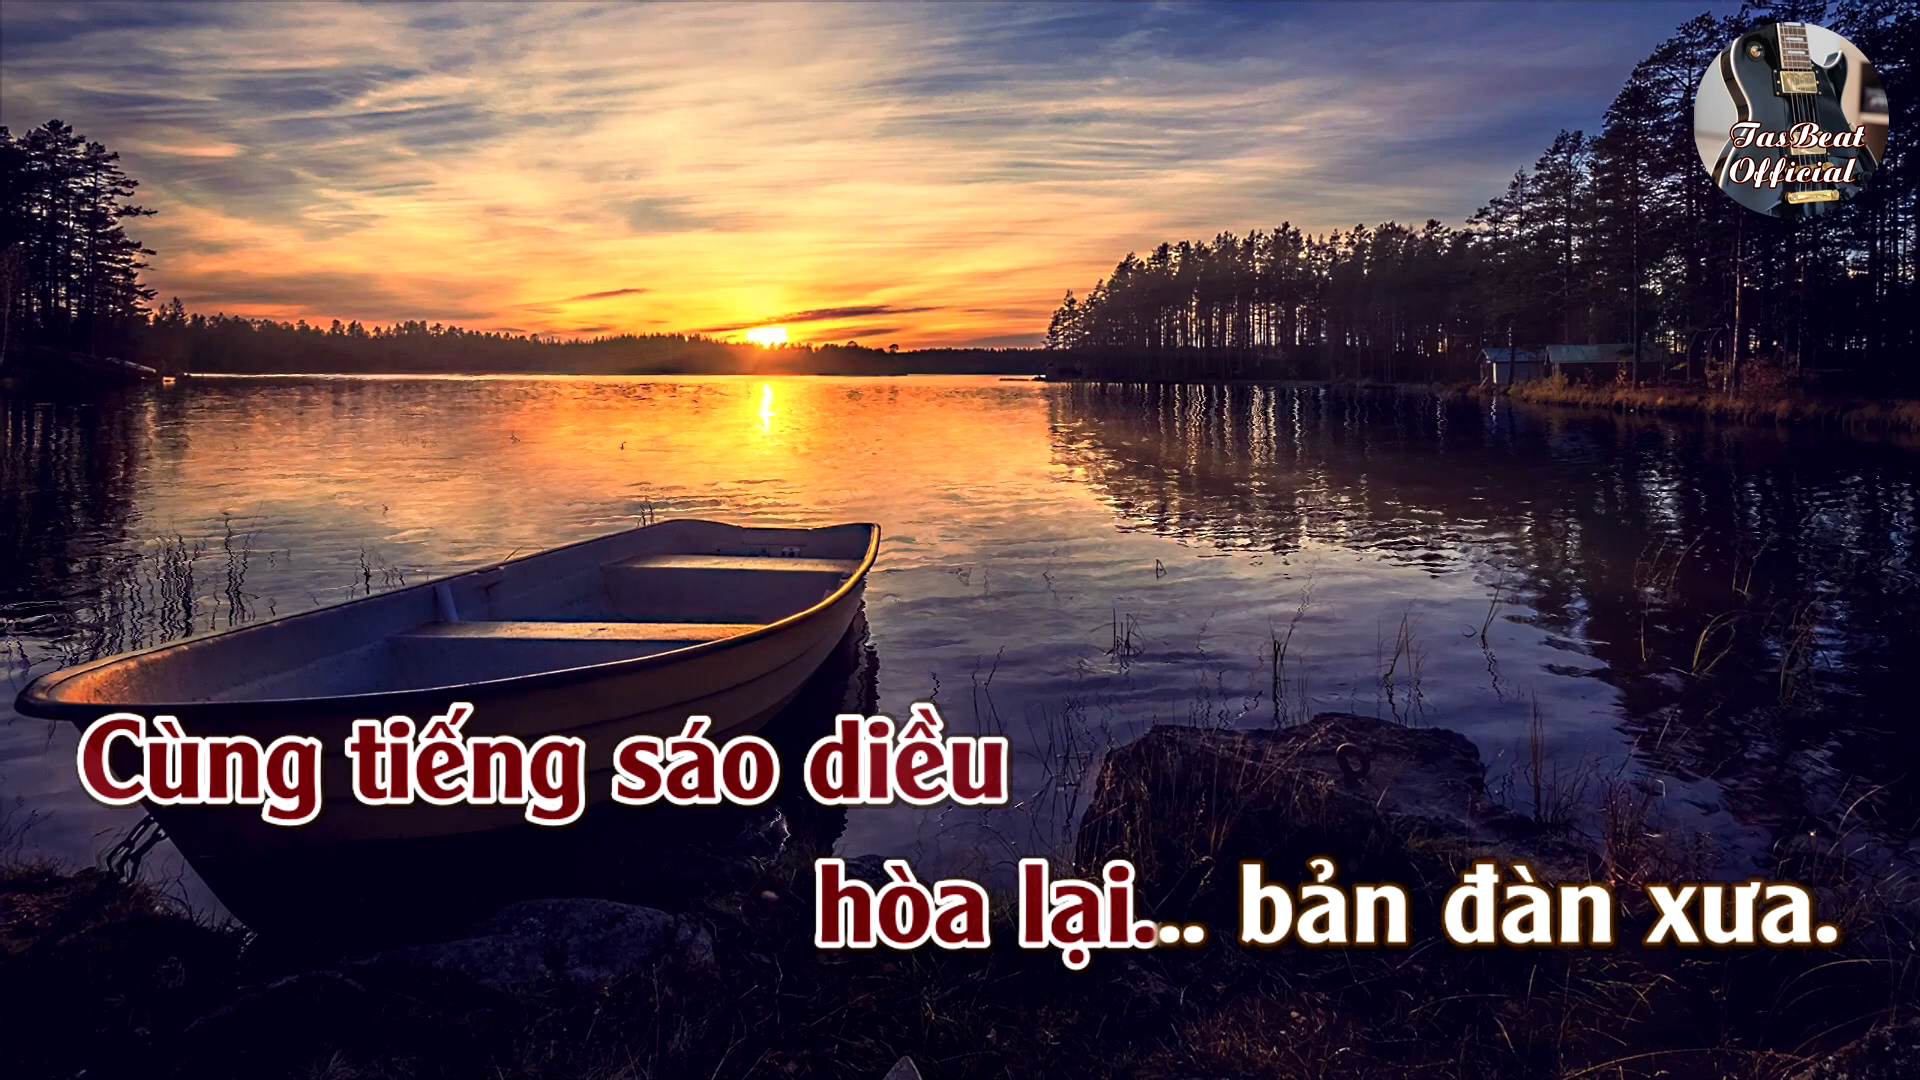 TasBeat
Official
Cùng tiếng sáo diều
hòa lại... bản đàn xưa.